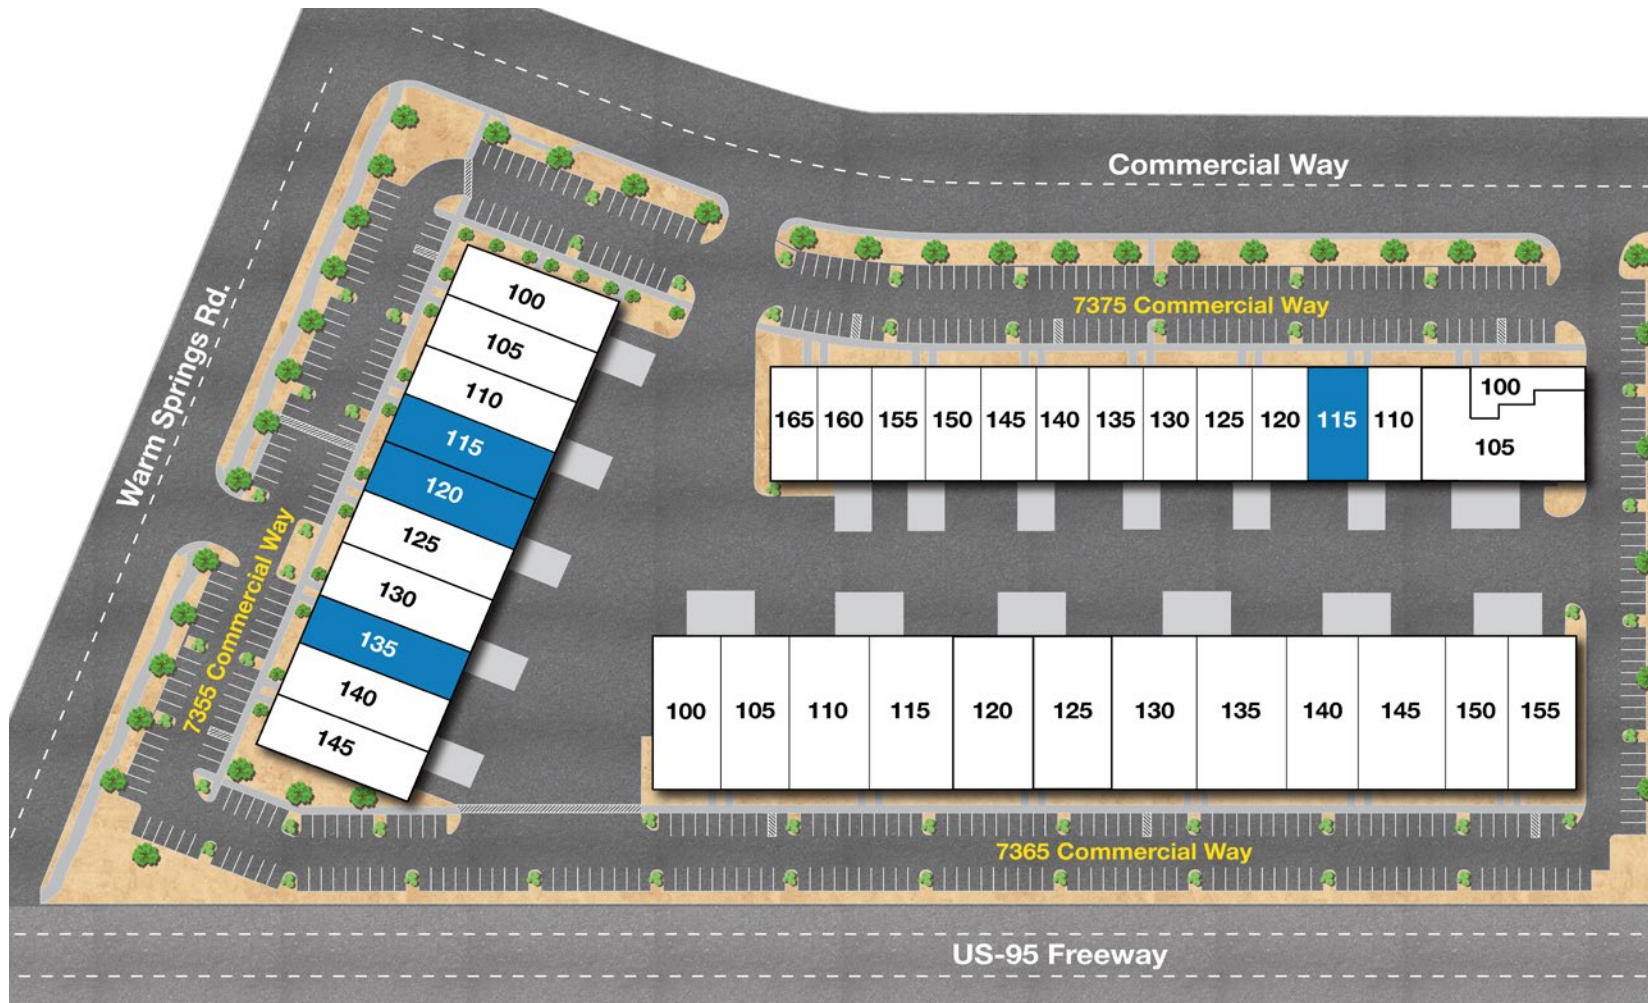 Commercial Way
Warm Springs Rd.
7375 Commercial Way
100
105
110
115
120
125
130
135
140
145
7355 Commercial Way
165 160 155 150 145 140 135 130 125 120 115 110 100
105
100 105 110 115 120 125 130 135 140 145 150 155
7365 Commercial Way
US-95 Freeway